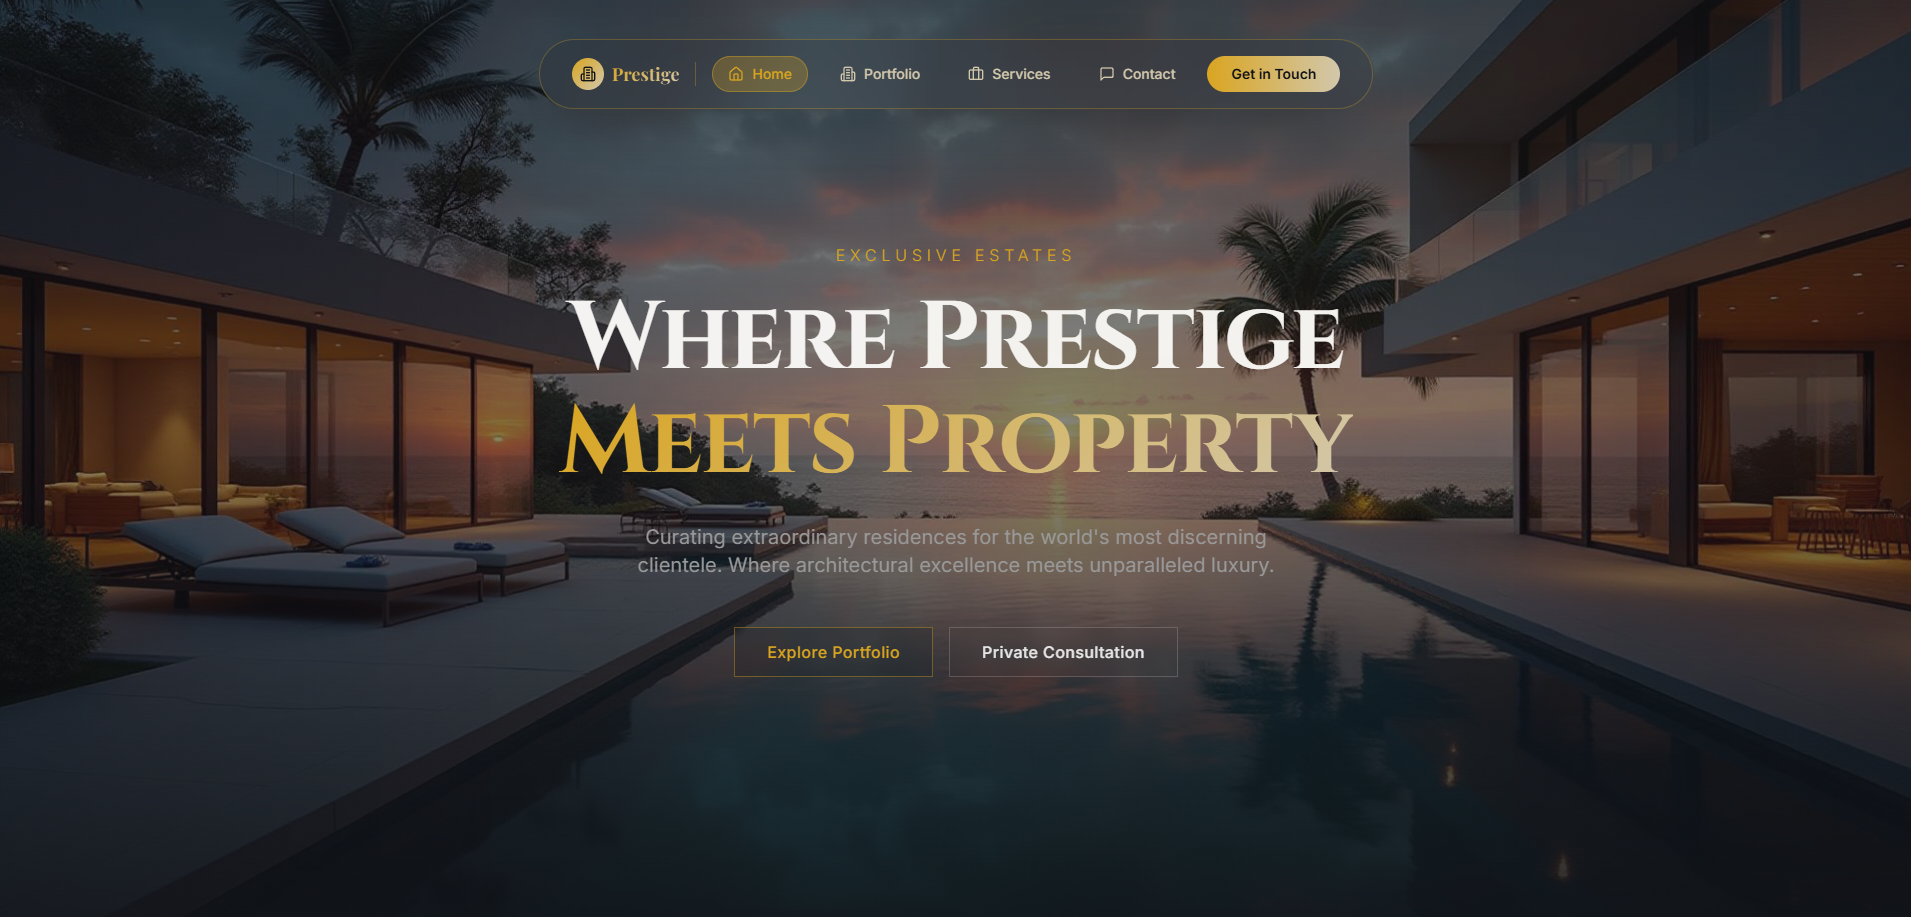 Prestige
Home
Portfolio
Services
Contact
Get in Touch
EXCLUSIVE ESTATES
WHERE PRESTIGE
MEETS PROPERTY
Curating extraordinary residences for the world's most discerning
clientele. Where architectural excellence meets unparalleled luxury.
Explore Portfolio
Private Consultation